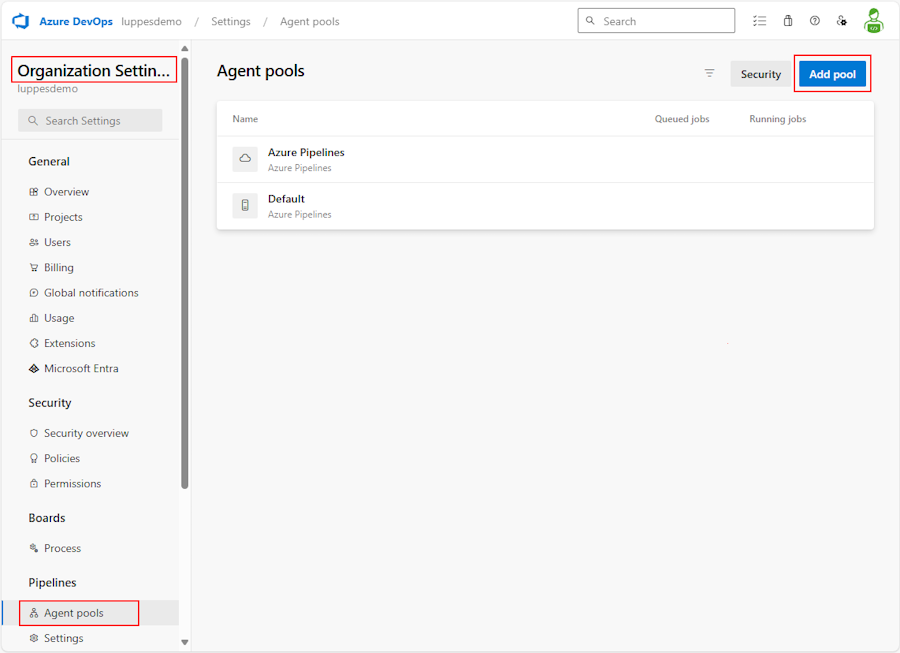 Azure DevOps luppesdemo / Settings / Agent pools Search
Organization Settin...
luppesdemo
Search Settings
General
Overview
Projects
Users
Billing
Global notifications
Usage
Extensions
Microsoft Entra
Security
Security overview
Policies
Permissions
Boards
Process
Pipelines
Agent pools
Settings
Agent pools Security Add pool
Name Queued jobs Running jobs
Azure Pipelines
Azure Pipelines
Default
Azure Pipelines